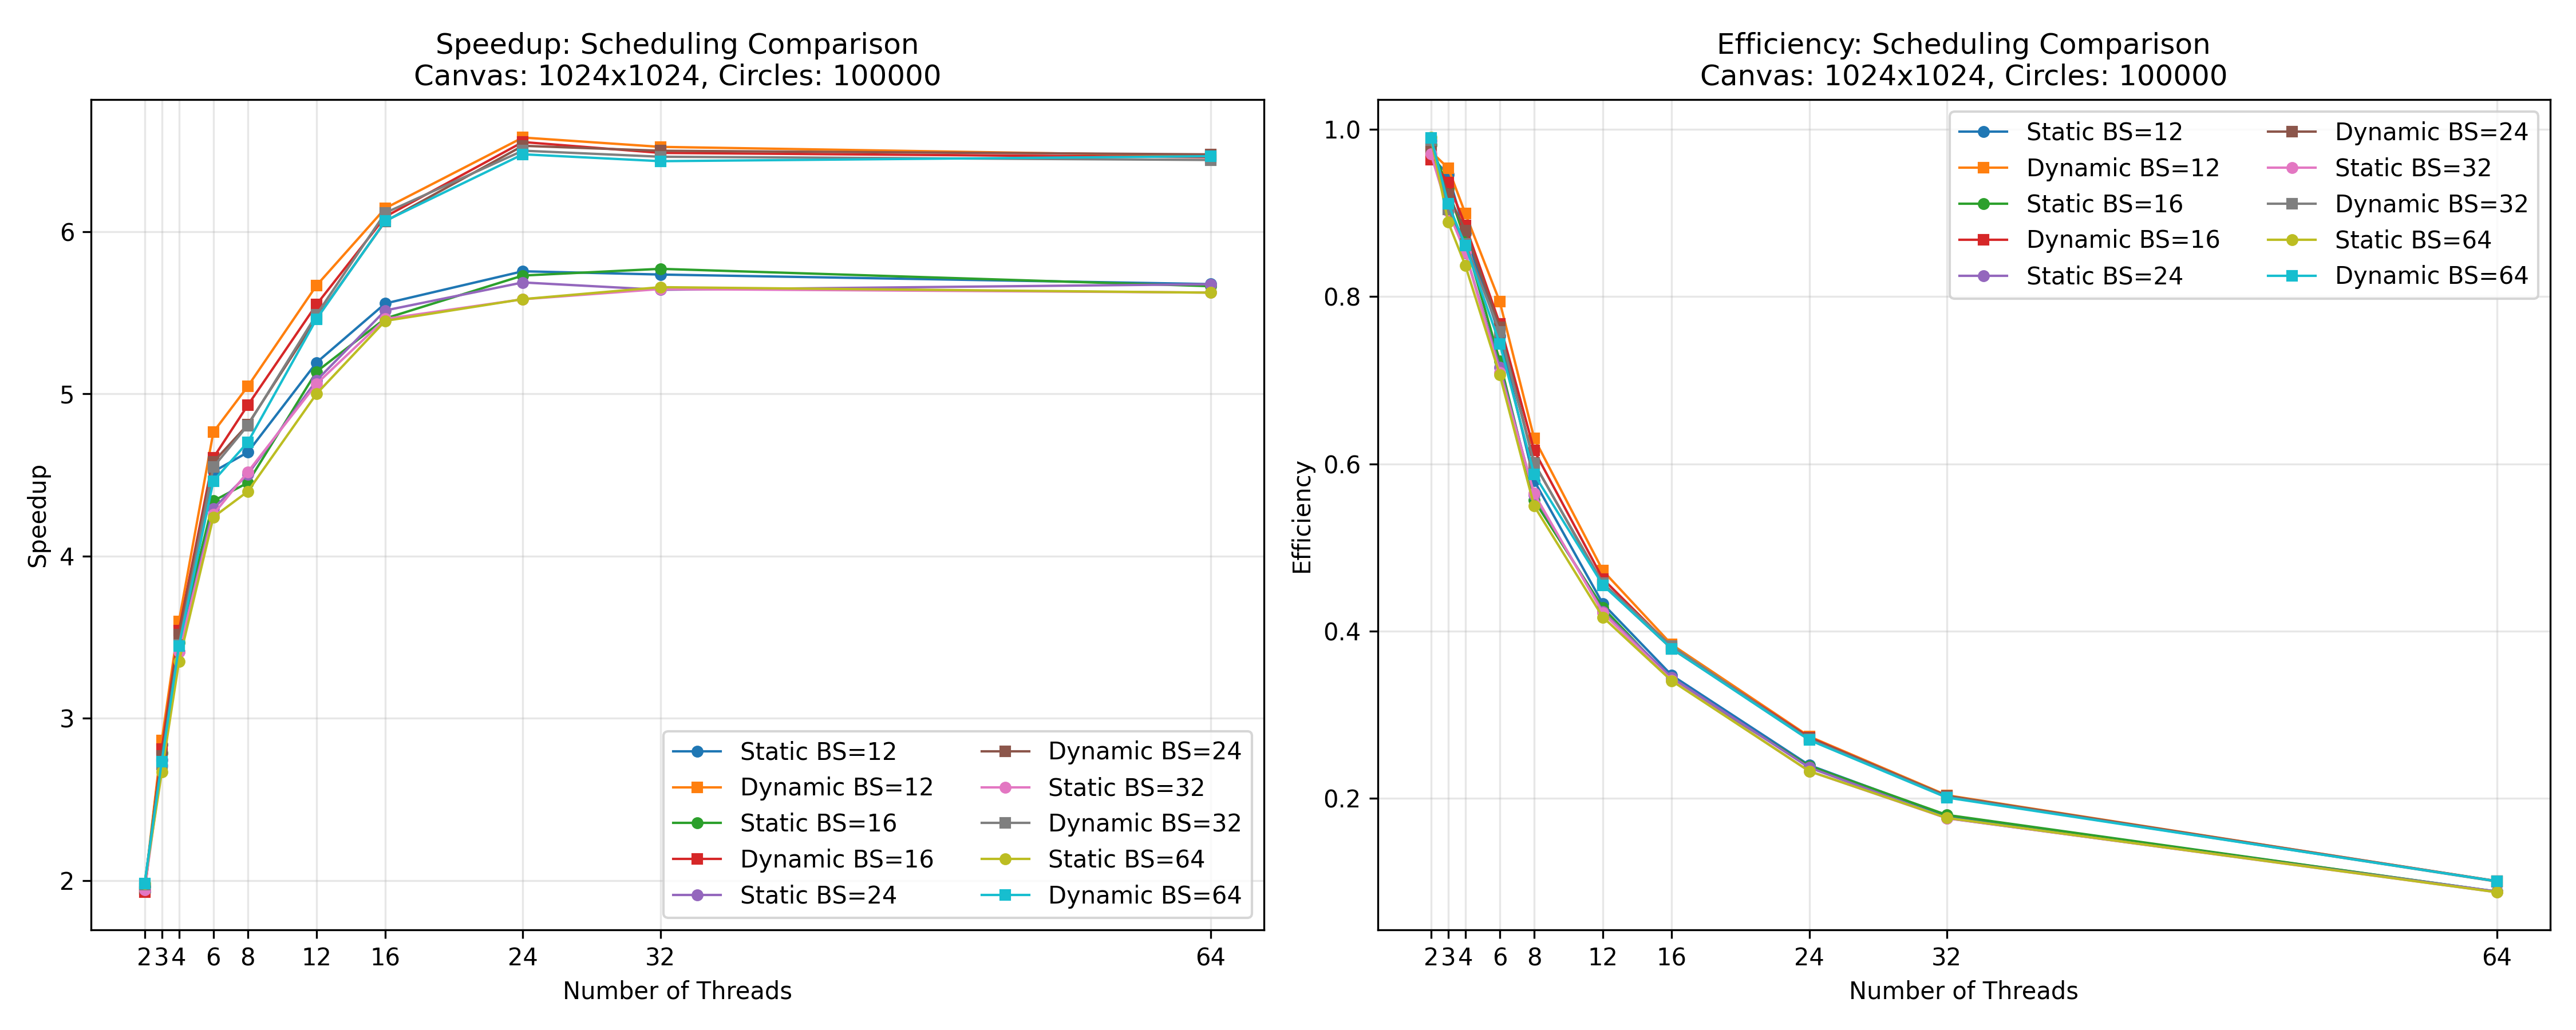 Speedup: Scheduling Comparison
Canvas: 1024x1024, Circles: 100000
Speedup
6
5
4
3
2
2 3 4 6 8 12 16 24 32 64
Number of Threads
Static BS=12
Dynamic BS=12
Static BS=16
Dynamic BS=16
Static BS=24
Dynamic BS=24
Static BS=32
Dynamic BS=32
Static BS=64
Dynamic BS=64
Efficiency: Scheduling Comparison
Canvas: 1024x1024, Circles: 100000
Efficiency
1.0
0.8
0.6
0.4
0.2
2 3 4 6 8 12 16 24 32 64
Number of Threads
Static BS=12
Dynamic BS=12
Static BS=16
Dynamic BS=16
Static BS=24
Dynamic BS=24
Static BS=32
Dynamic BS=32
Static BS=64
Dynamic BS=64